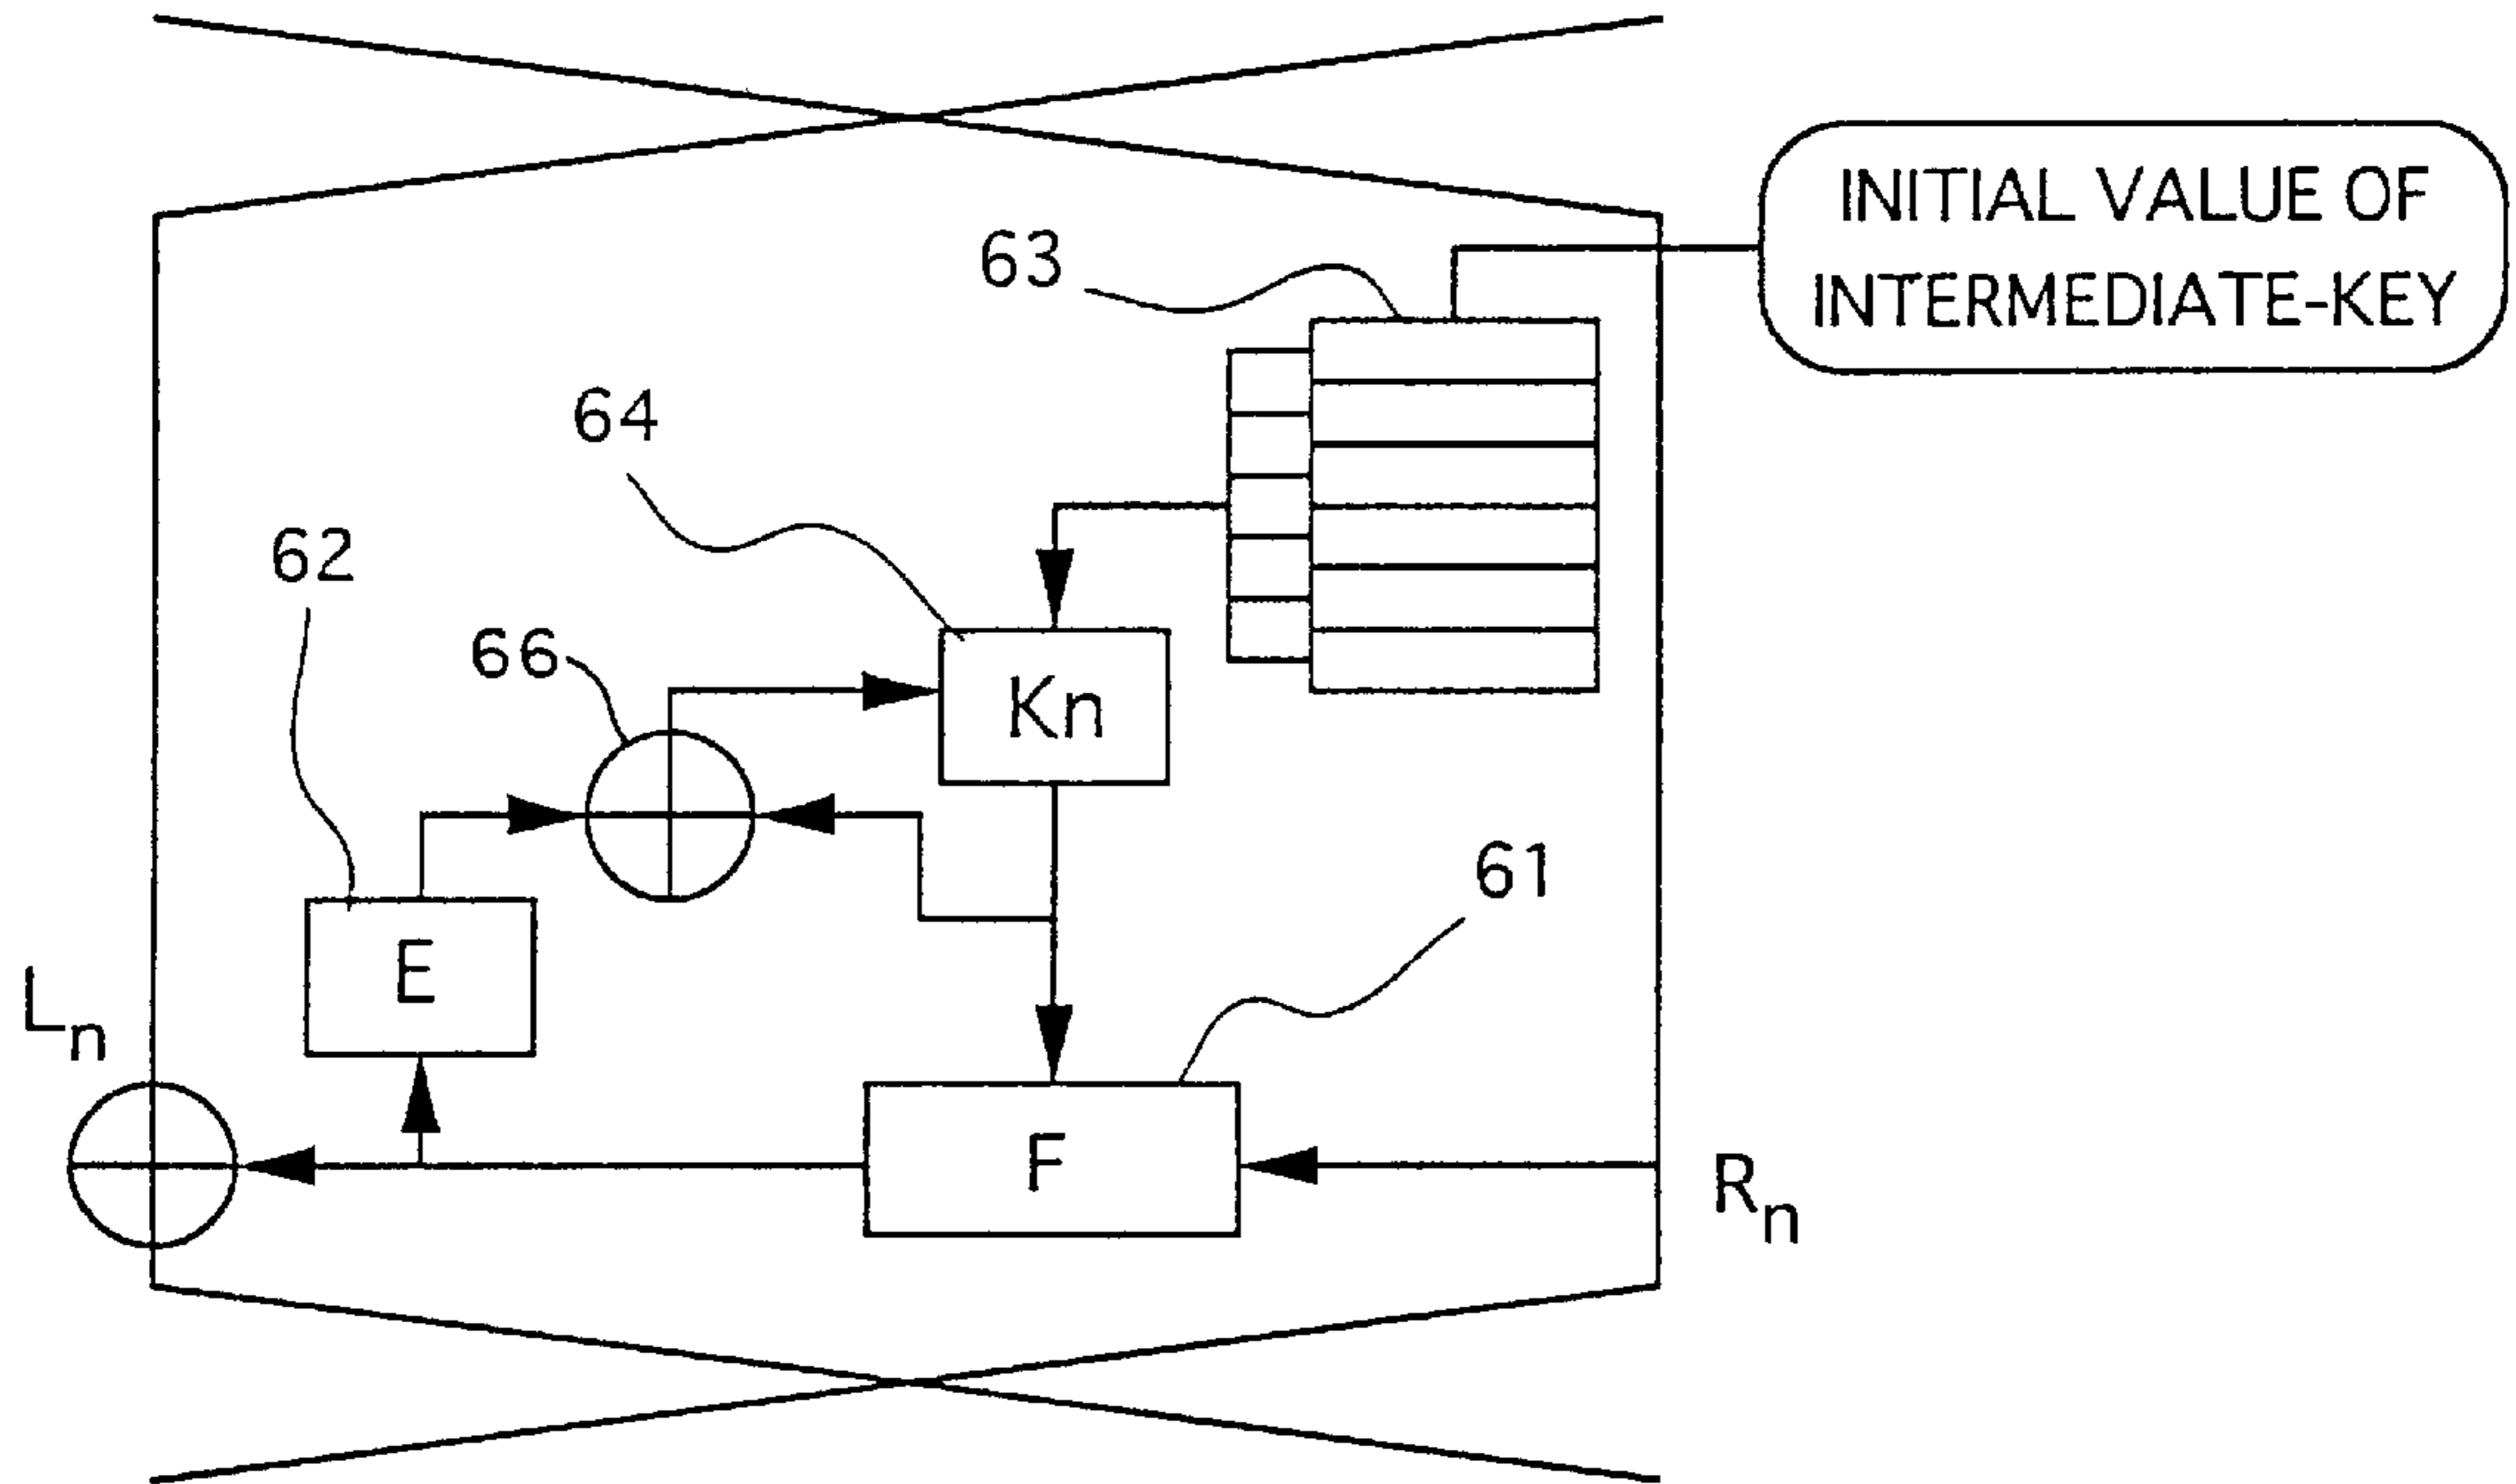 INITIAL VALUE OF
INTERMEDIATE-KEY
63
64
62
66
Kn
61
E
Ln
F
Rn